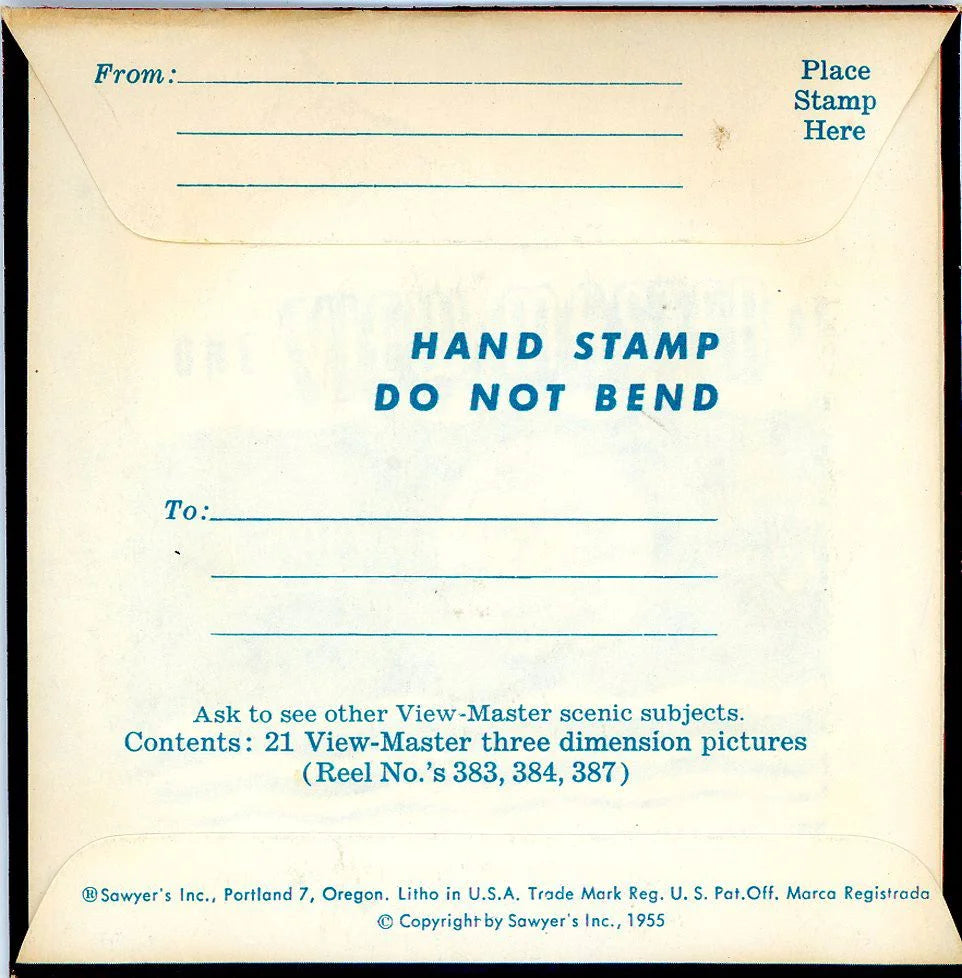 From:
Place
Stamp
Here
HAND STAMP
DO NOT BEND
To:
Ask to see other View-Master scenic subjects.
Contents: 21 View-Master three dimension pictures
(Reel No.'s 383, 384, 387)
®Sawyer's Inc., Portland 7, Oregon. Litho in U.S.A. Trade Mark Reg. U. S. Pat.Off. Marca Registrada
© Copyright by Sawyer's Inc., 1955